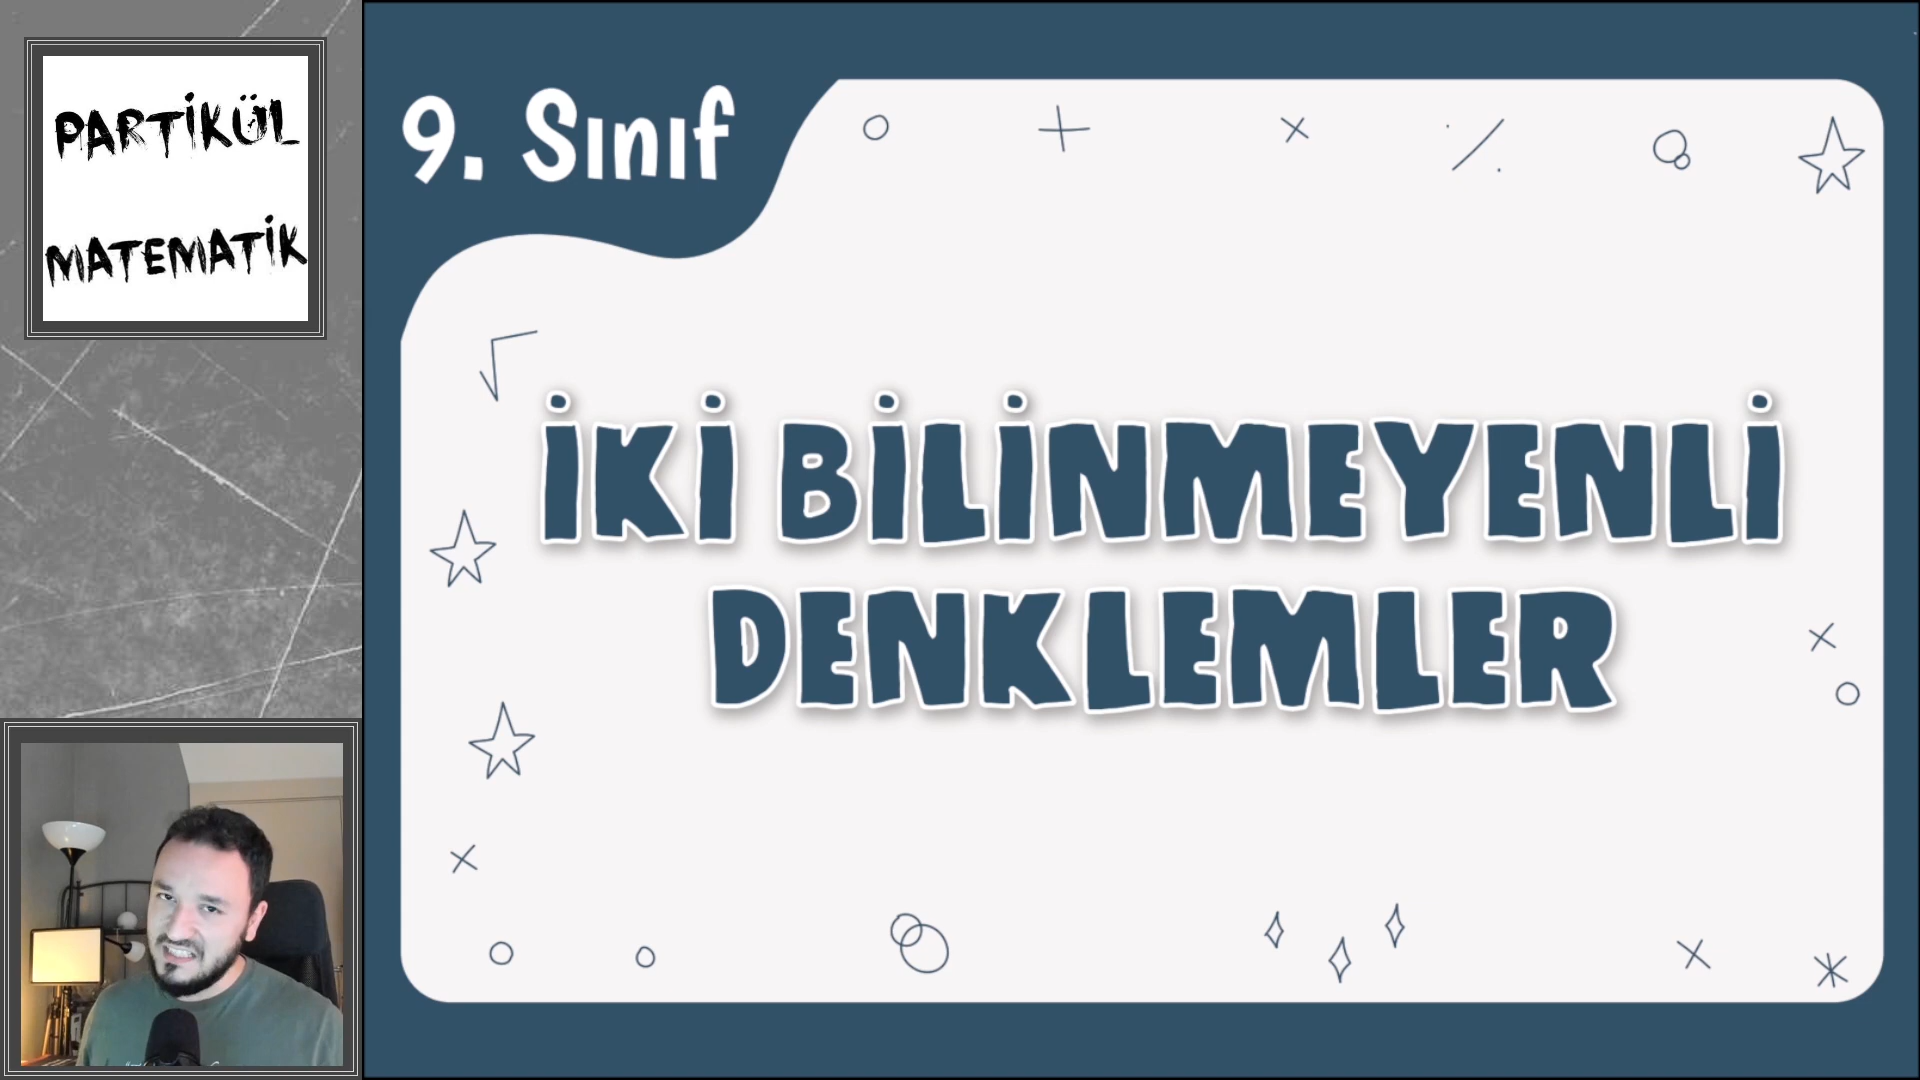 PARTİKÜL
MATEMATİK
9. Sınıf
İKİ BİLİNMEYENLİ
DENKLEMLER